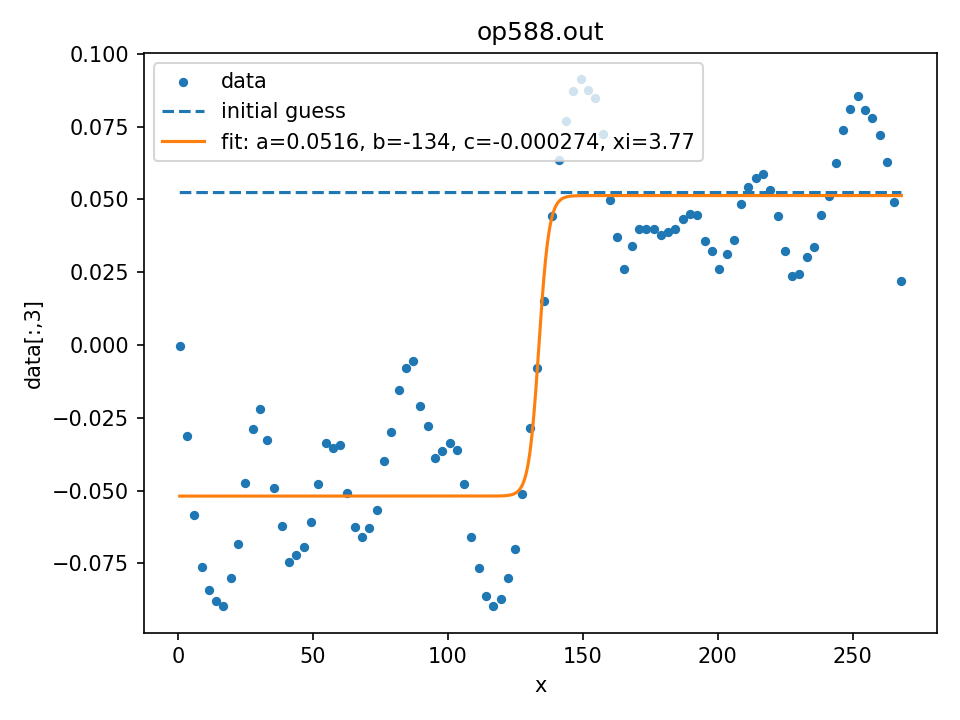 op588.out
data
initial guess
fit: a=0.0516, b=-134, c=-0.000274, xi=3.77
data[:,3]
0.100
0.075
0.050
0.025
0.000
−0.025
−0.050
−0.075
0
50
100
150
200
250
x